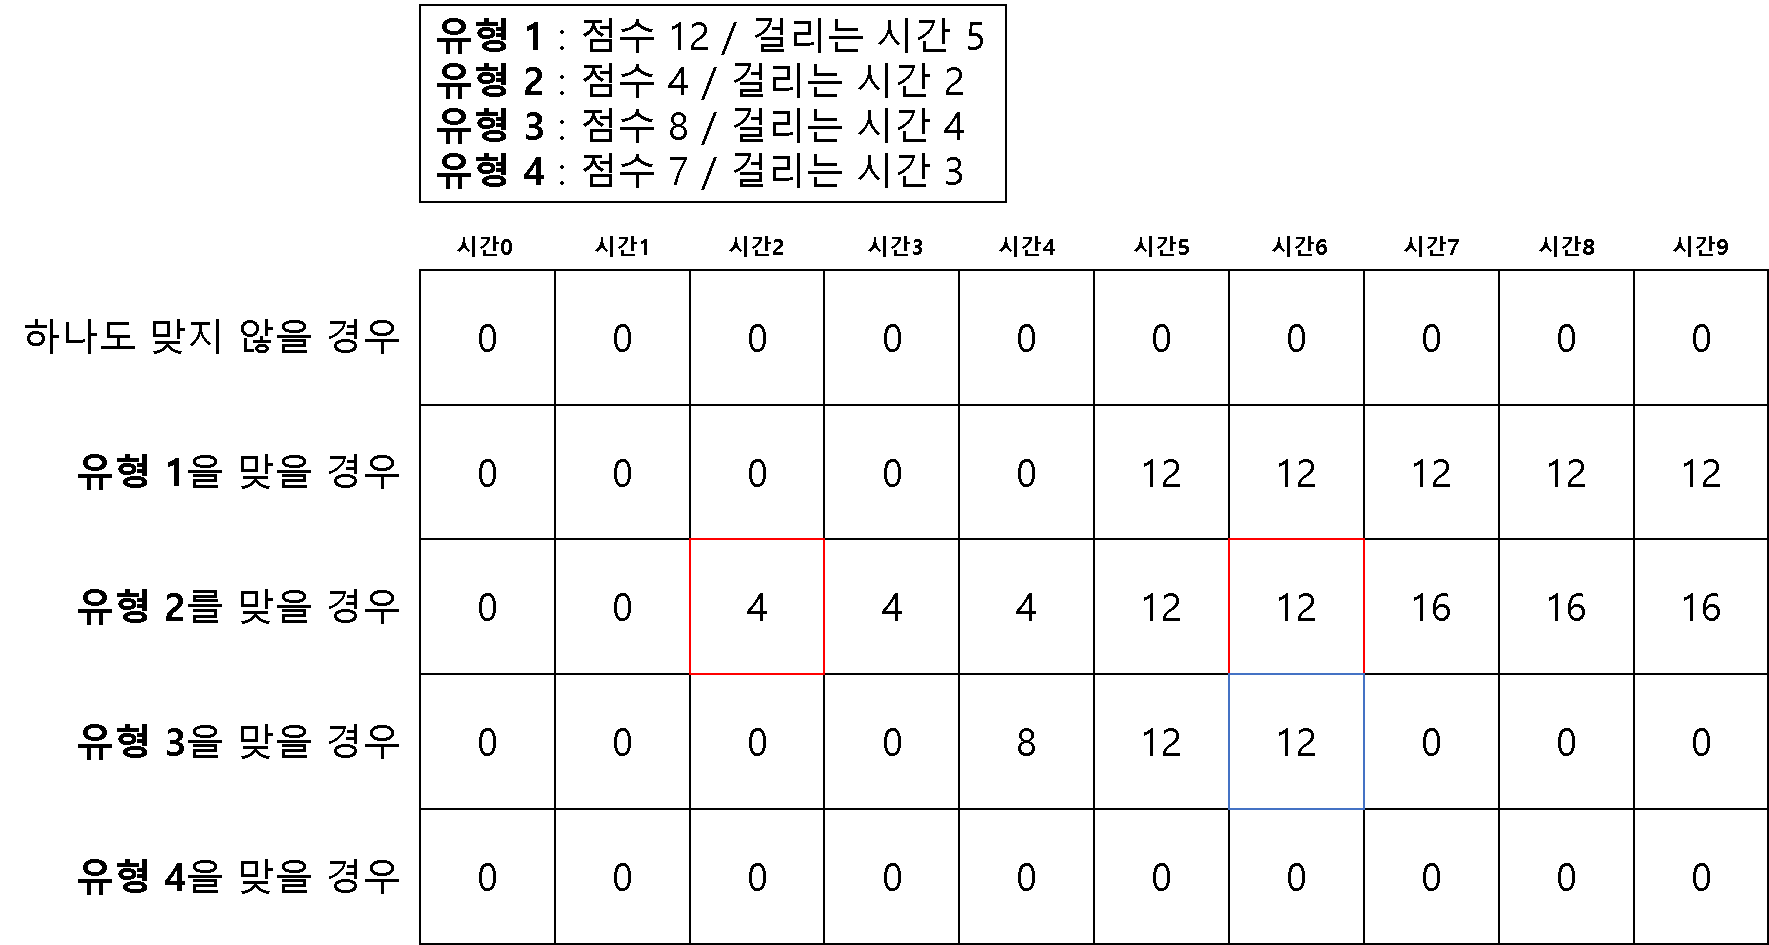 유형 1 : 점수 12 / 걸리는 시간 5
유형 2 : 점수 4 / 걸리는 시간 2
유형 3 : 점수 8 / 걸리는 시간 4
유형 4 : 점수 7 / 걸리는 시간 3
시간0 시간1 시간2 시간3 시간4 시간5 시간6 시간7 시간8 시간9
하나도 맞지 않을 경우 0 0 0 0 0 0 0 0 0 0
유형 1을 맞을 경우 0 0 0 0 0 12 12 12 12 12
유형 2를 맞을 경우 0 0 4 4 4 12 12 16 16 16
유형 3을 맞을 경우 0 0 0 0 8 12 12 0 0 0
유형 4을 맞을 경우 0 0 0 0 0 0 0 0 0 0